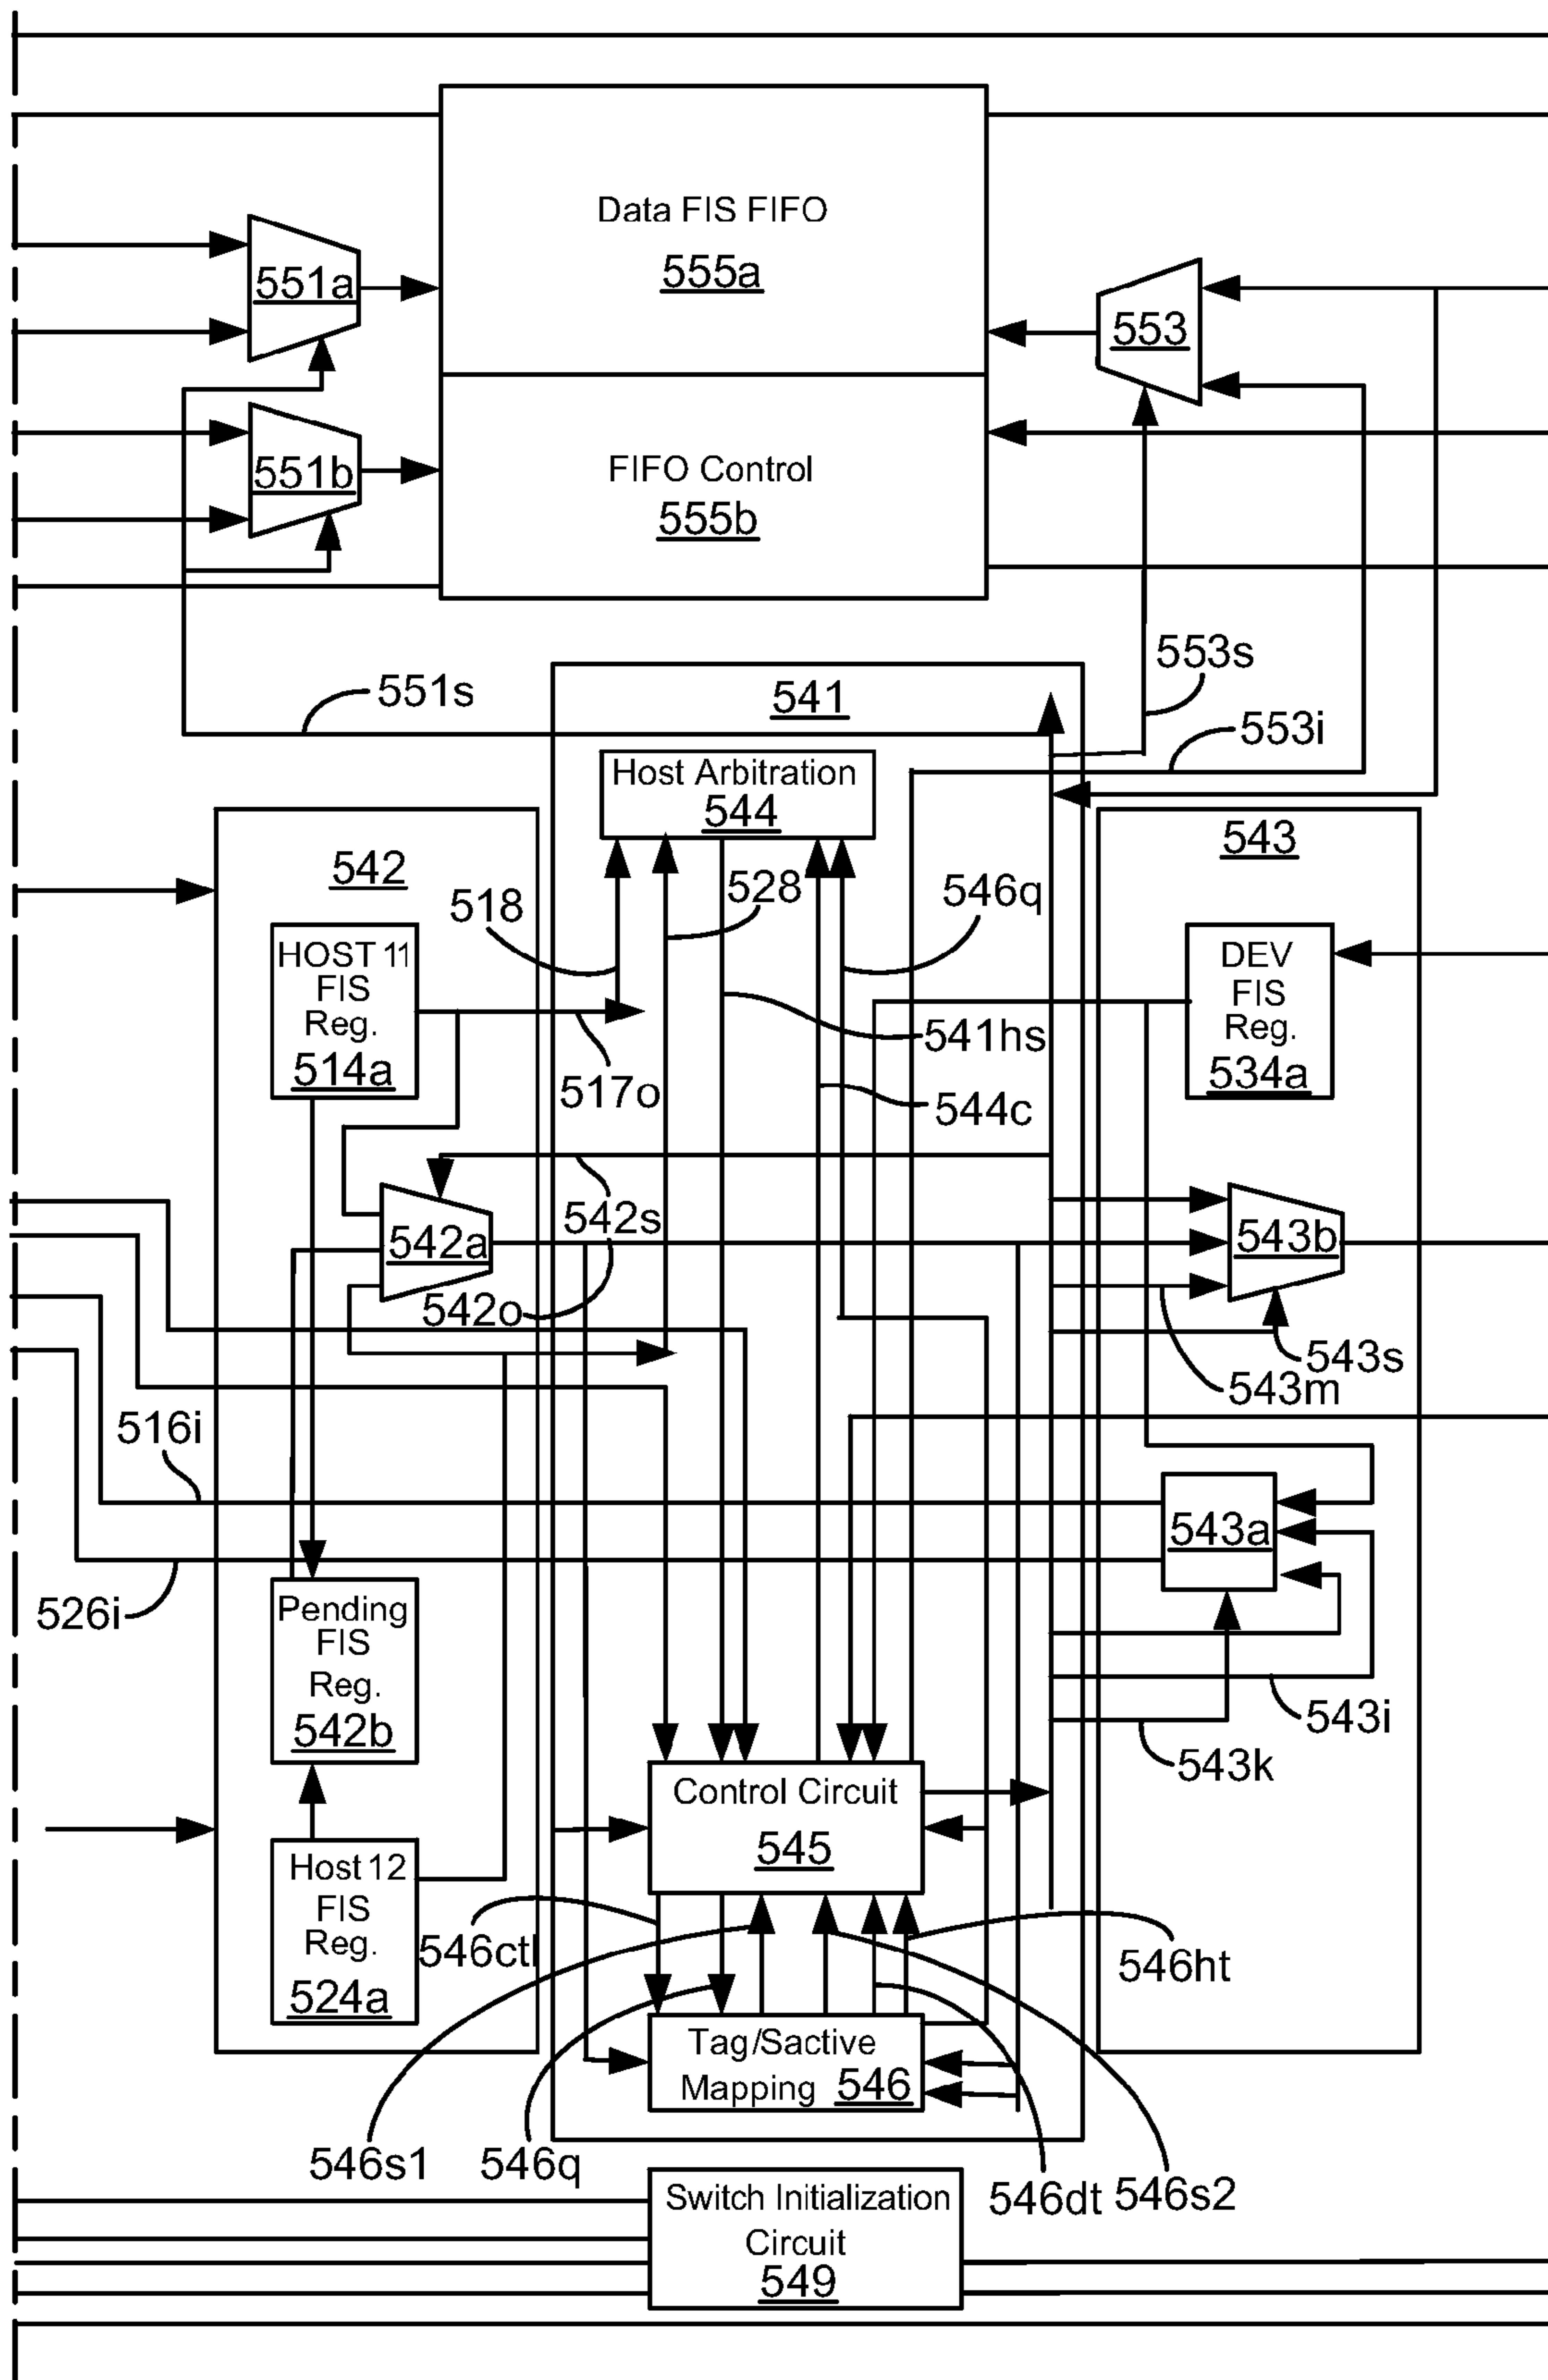 Data FIS FIFO
555a
551a
553
551b
FIFO Control
555b
553s
551s
541
553i
Host Arbitration
544
543
542
528
546q
518
HOST 11
FIS
Reg.
514a
DEV
FIS
Reg.
534a
541hs
517o
544c
542s
542a
543b
542o
543s
543m
516i
543a
526i
Pending
FIS
Reg.
542b
543i
543k
Control Circuit
545
Host 12
FIS
Reg.
524a
546ctl
546ht
Tag/Sactive
Mapping 546
546s1
546q
546dt
546s2
Switch Initialization
Circuit
549